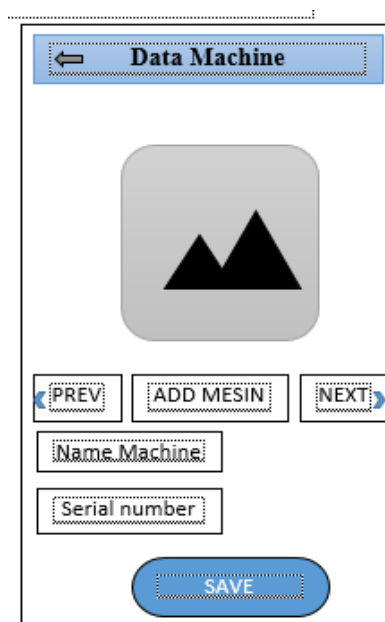 Data Machine
PREV ADD MESIN NEXT
Name Machine
Serial number
SAVE